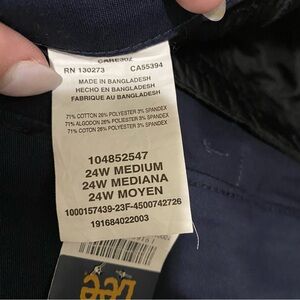 CARE302
RN 130273 CA55394
MADE IN BANGLADESH
HECHO EN BANGLADESH
FABRIQUE AU BANGLADESH
71% COTTON 26% POLYESTER 3% SPANDEX
71% ALGODON 26% POLIESTER 3% SPANDEX
71% COTON 26% POLYESTER 3% SPANDEX
104852547
24W MEDIUM
24W MEDIANA
24W MOYEN
1000157439-23F-4500742726
191684022003
Lee